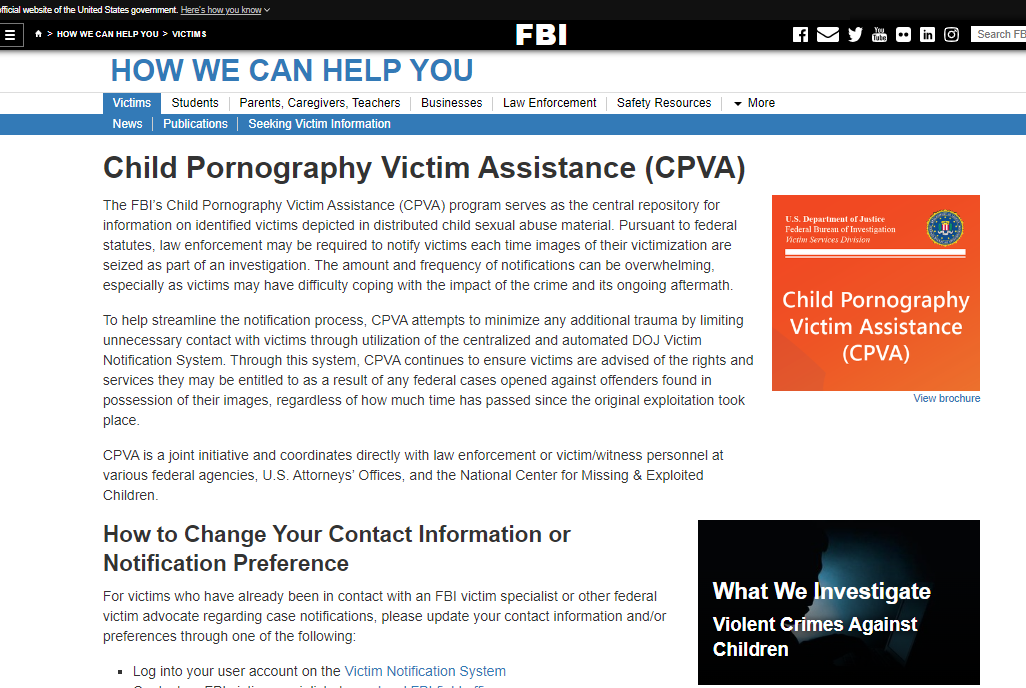 official website of the United States government. Here's how you know
HOW WE CAN HELP YOU > VICTIMS
FBI
Search FB
HOW WE CAN HELP YOU
Victims Students Parents, Caregivers, Teachers Businesses Law Enforcement Safety Resources More
News Publications Seeking Victim Information
Child Pornography Victim Assistance (CPVA)
The FBI's Child Pornography Victim Assistance (CPVA) program serves as the central repository for
information on identified victims depicted in distributed child sexual abuse material. Pursuant to federal
statutes, law enforcement may be required to notify victims each time images of their victimization are
seized as part of an investigation. The amount and frequency of notifications can be overwhelming,
especially as victims may have difficulty coping with the impact of the crime and its ongoing aftermath.
To help streamline the notification process, CPVA attempts to minimize any additional trauma by limiting
unnecessary contact with victims through utilization of the centralized and automated DOJ Victim
Notification System. Through this system, CPVA continues to ensure victims are advised of the rights and
services they may be entitled to as a result of any federal cases opened against offenders found in
possession of their images, regardless of how much time has passed since the original exploitation took
place.
CPVA is a joint initiative and coordinates directly with law enforcement or victim/witness personnel at
various federal agencies, U.S. Attorneys' Offices, and the National Center for Missing & Exploited
Children.
U.S. Department of Justice
Federal Bureau of Investigation
Victim Services Division
Child Pornography
Victim Assistance
(CPVA)
View brochure
How to Change Your Contact Information or
Notification Preference
For victims who have already been in contact with an FBI victim specialist or other federal
victim advocate regarding case notifications, please update your contact information and/or
preferences through one of the following:
Log into your user account on the Victim Notification System
What We Investigate
Violent Crimes Against
Children